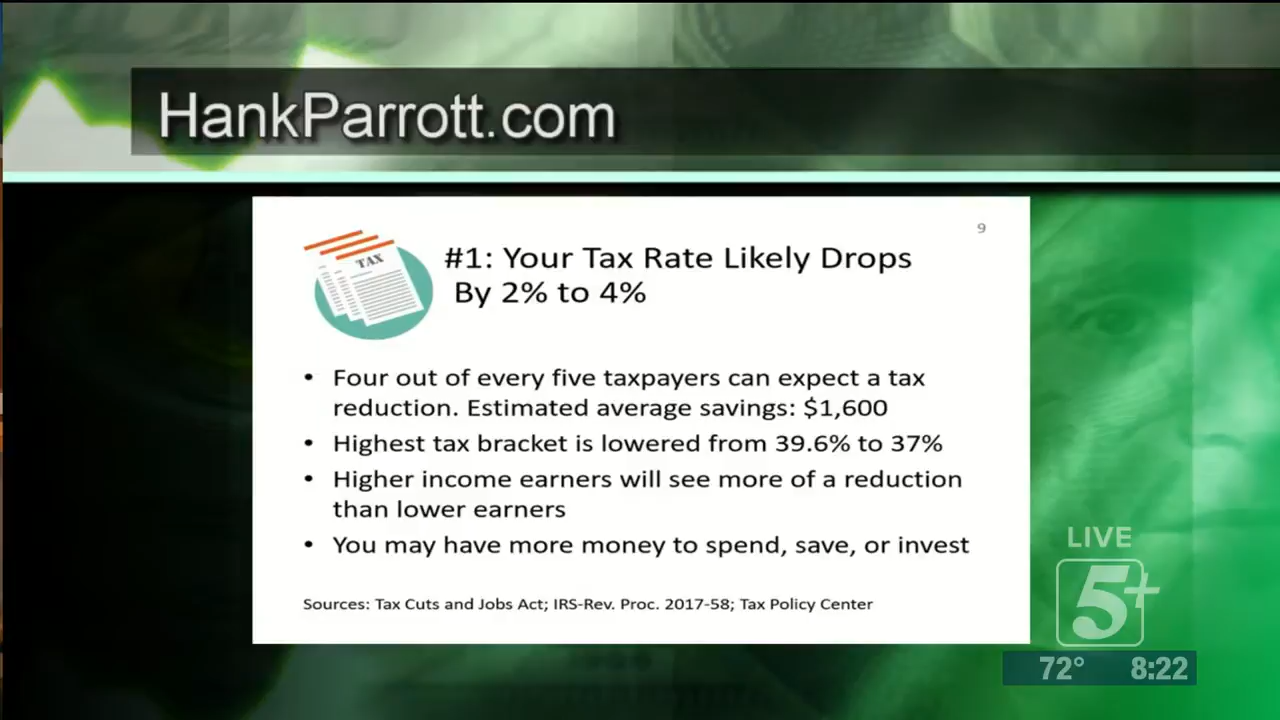 HankParrott.com
9
TAX
#1: Your Tax Rate Likely Drops
By 2% to 4%
• Four out of every five taxpayers can expect a tax
reduction. Estimated average savings: $1,600
• Highest tax bracket is lowered from 39.6% to 37%
• Higher income earners will see more of a reduction
than lower earners
• You may have more money to spend, save, or invest
Sources: Tax Cuts and Jobs Act; IRS-Rev. Proc. 2017-58; Tax Policy Center
LIVE
5+
72° 8:22